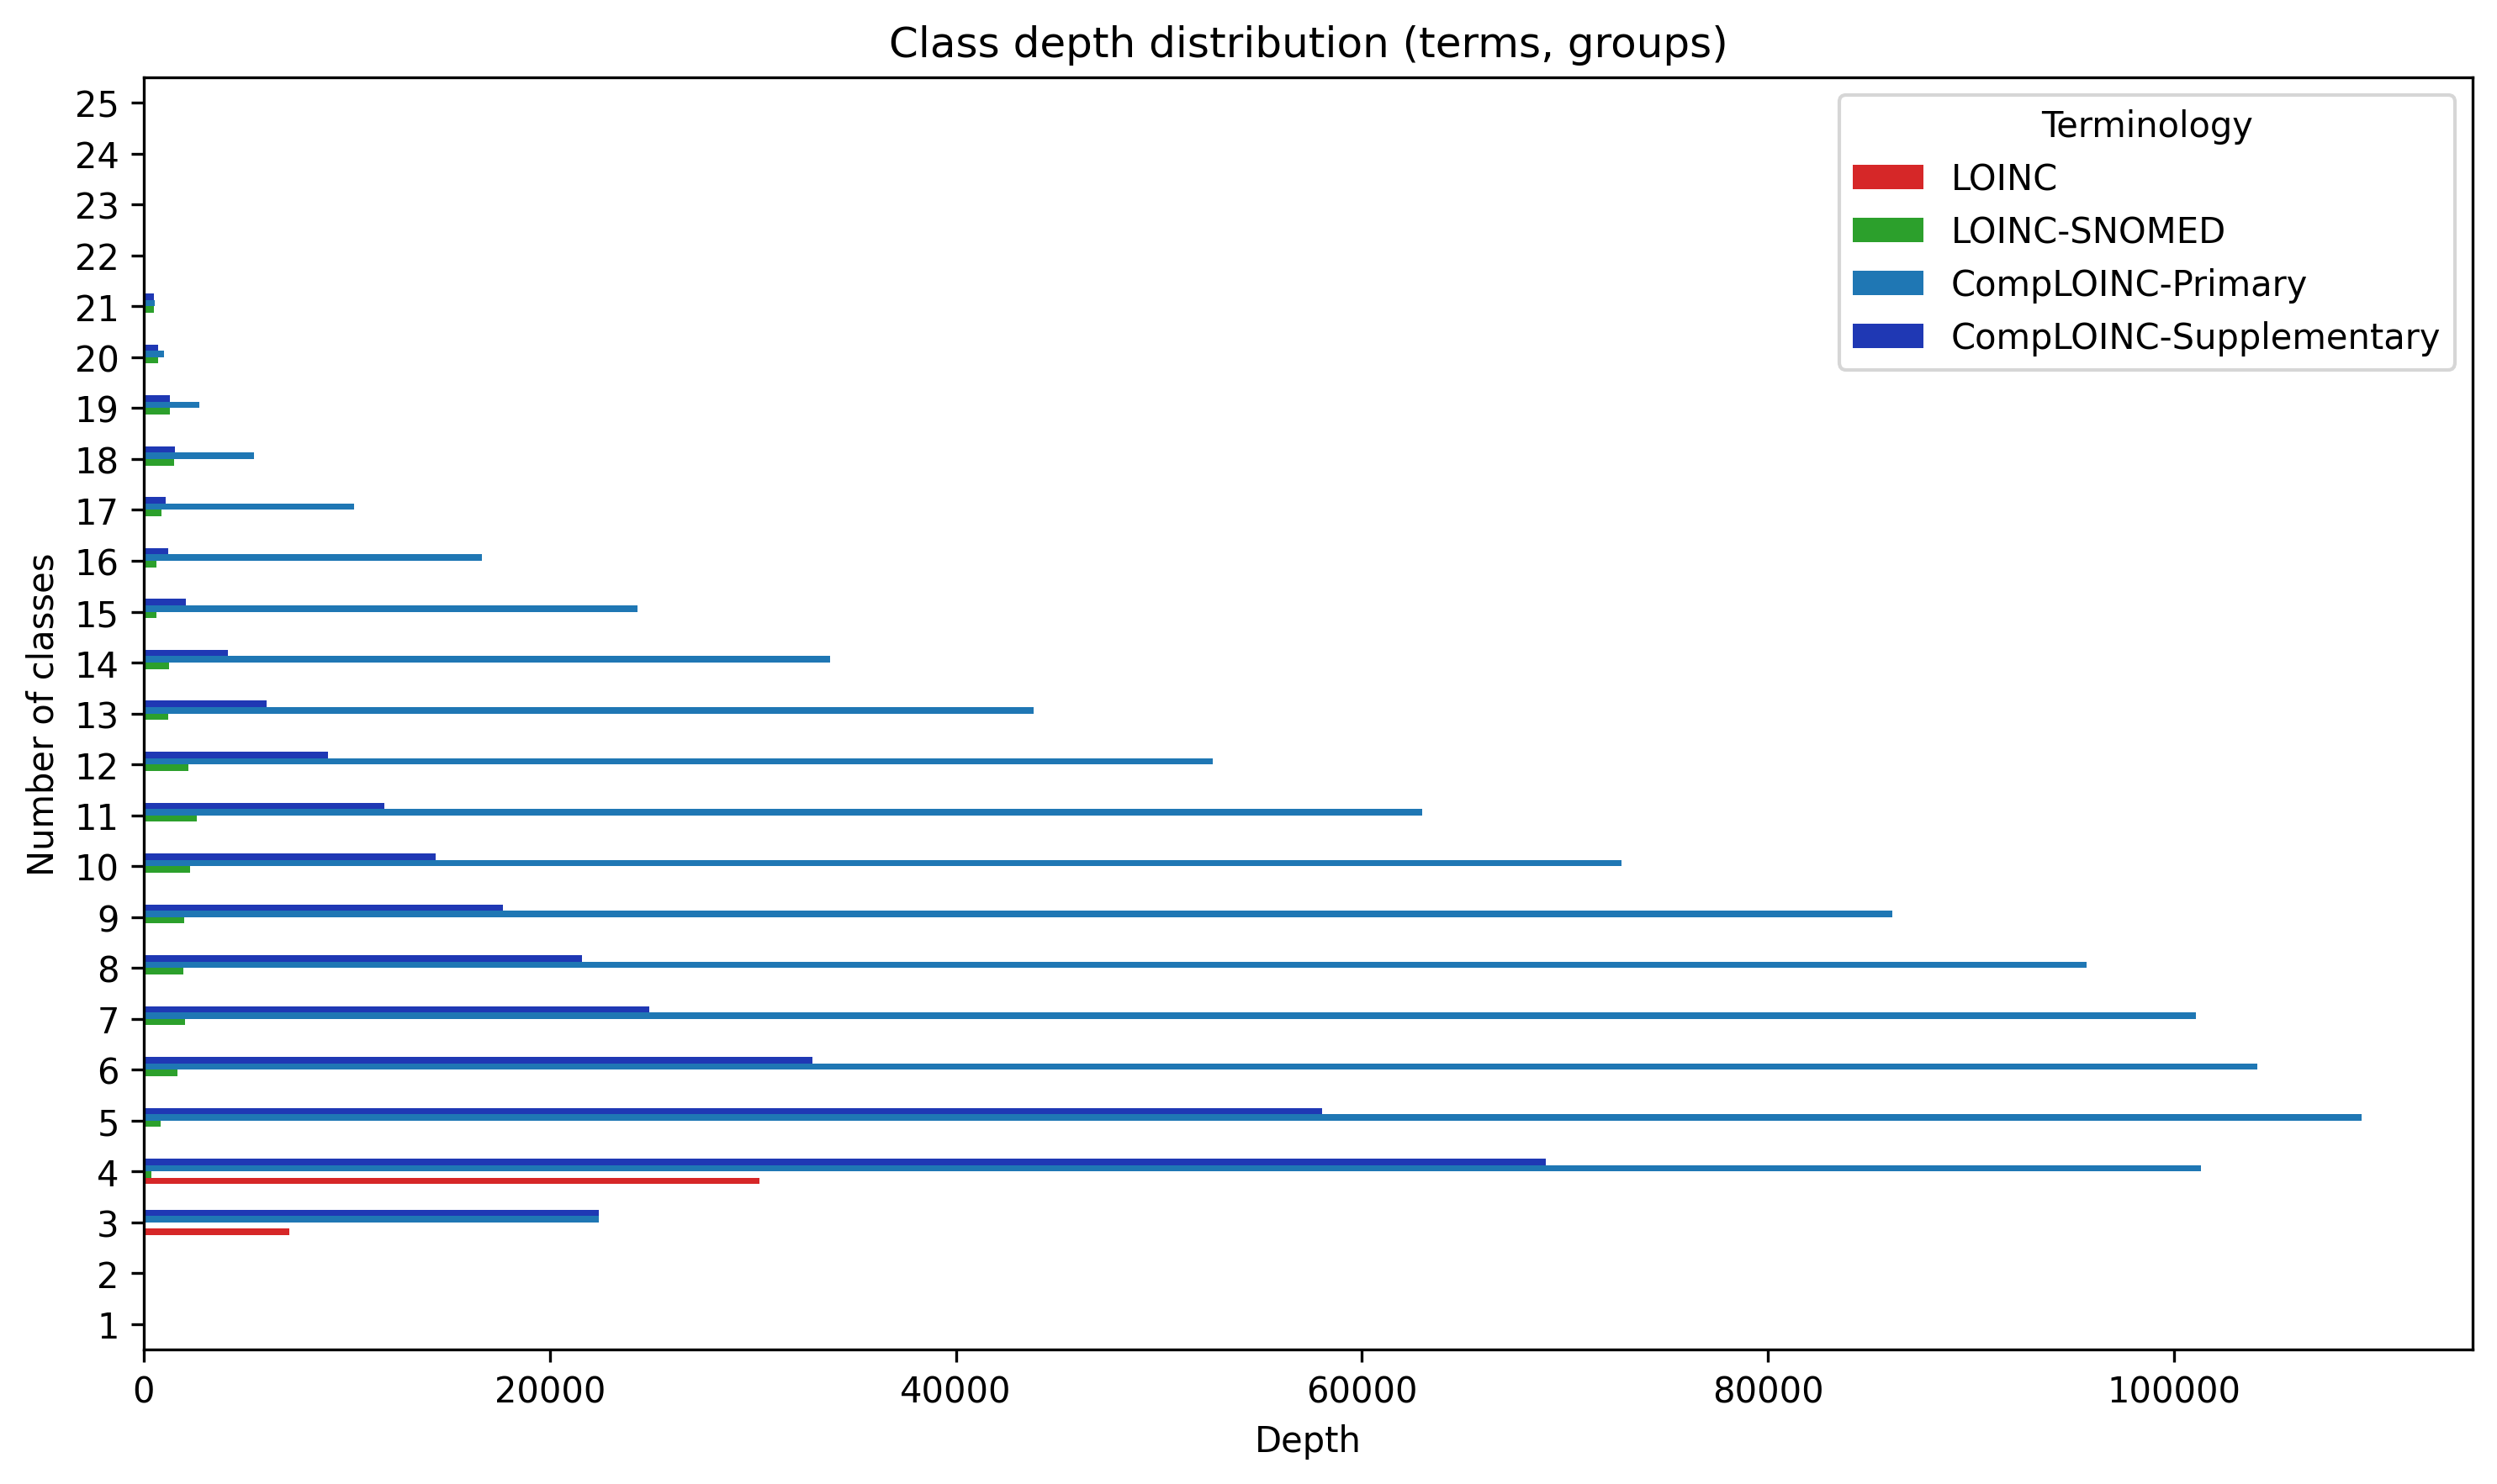 Class depth distribution (terms, groups)
Terminology
LOINC
LOINC-SNOMED
CompLOINC-Primary
CompLOINC-Supplementary
Number of classes
25
24
23
22
21
20
19
18
17
16
15
14
13
12
11
10
9
8
7
6
5
4
3
2
1
0 20000 40000 60000 80000 100000
Depth